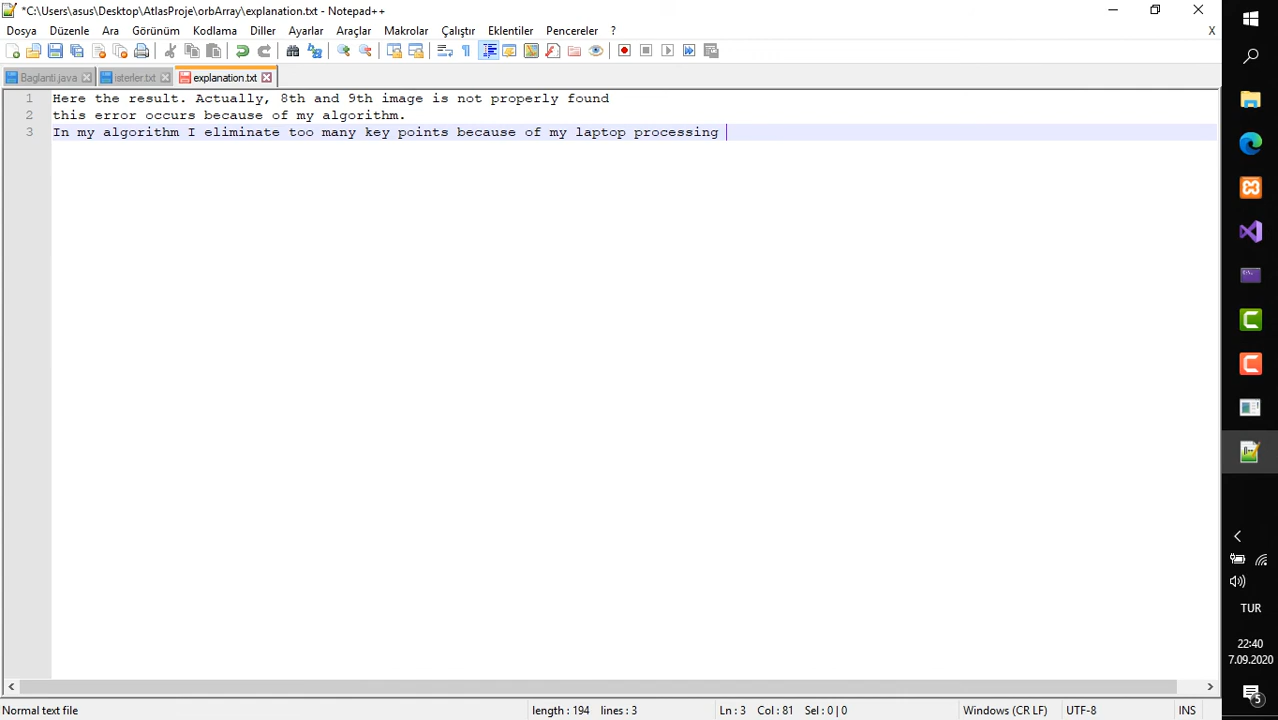 *C:\Users\asus\Desktop\AtlasProje\orbArray\explanation.txt - Notepad++
Dosya Düzenle Ara Görünüm Kodlama Diller Ayarlar Araçlar Makrolar Çalıştır Eklentiler Pencereler ? X
Baglanti.java isterler.txt explanation.txt
1 Here the result. Actually, 8th and 9th image is not properly found
2 this error occurs because of my algorithm.
3 In my algorithm I eliminate too many key points because of my laptop processing
TUR
22:40
7.09.2020
5
Normal text file length : 194 lines : 3 Ln : 3 Col : 81 Sel : 0 | 0 Windows (CR LF) UTF-8 INS